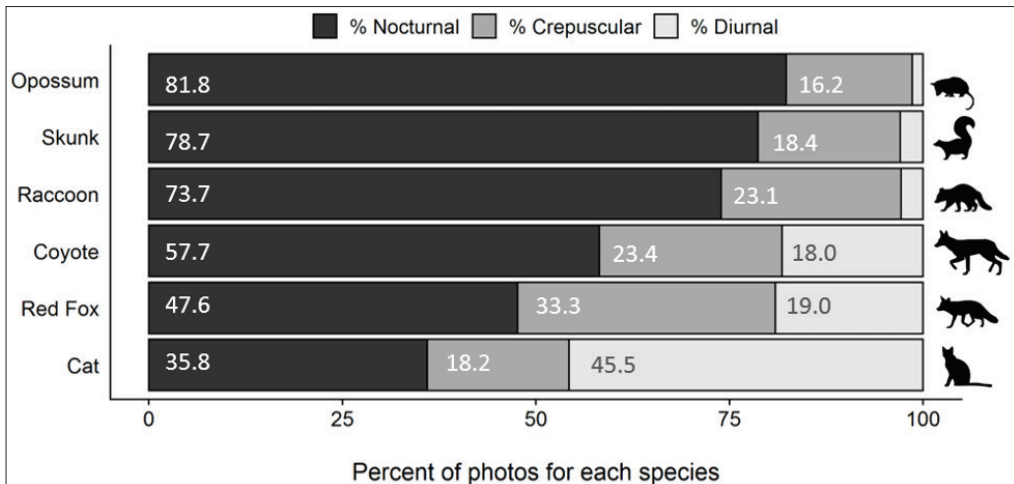 % Nocturnal % Crepuscular % Diurnal
Opossum 81.8 16.2
Skunk 78.7 18.4
Raccoon 73.7 23.1
Coyote 57.7 23.4 18.0
Red Fox 47.6 33.3 19.0
Cat 35.8 18.2 45.5
0 25 50 75 100
Percent of photos for each species